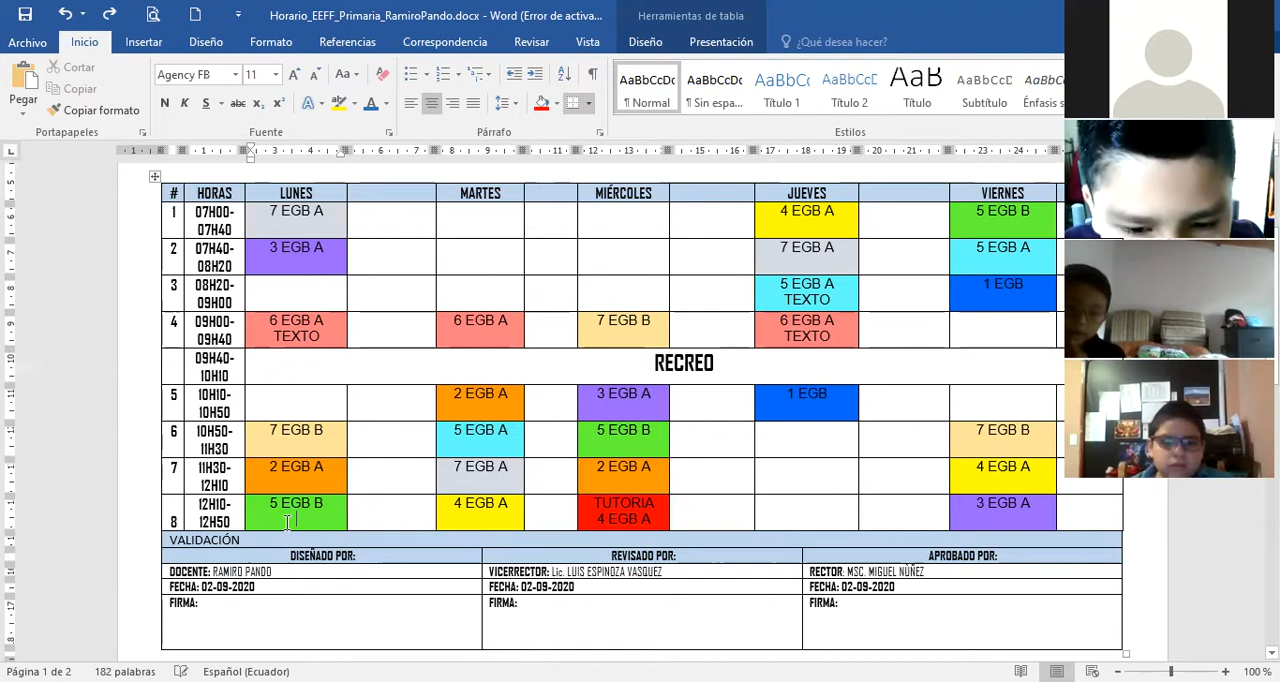 Horario_EEFF_Primaria_RamiroPando.docx - Word (Error de activa...
Herramientas de tabla
Archivo Inicio Insertar Diseño Formato Referencias Correspondencia Revisar Vista Diseño Presentación ¿Qué desea hacer?
Pegar
Cortar
Copiar
Copiar formato
Portapapeles
Agency FB 11
Fuente
Párrafo
AaBbCcDc AaBbCcDc AaBbCcD AaBbCcD AaB AaBbCcD AaBbCcD
¶ Normal ¶ Sin espa... Título 1 Título 2 Título Subtítulo Énfasis s
Estilos
# HORAS LUNES MARTES MIÉRCOLES JUEVES VIERNES
1 07H00-07H40 7 EGB A 4 EGB A 5 EGB B
2 07H40-08H20 3 EGB A 7 EGB A 5 EGB A
3 08H20-09H00 5 EGB A TEXTO 1 EGB
4 09H00-09H40 6 EGB A TEXTO 6 EGB A 7 EGB B 6 EGB A TEXTO
09H40-10H10 RECREO
5 10H10-10H50 2 EGB A 3 EGB A 1 EGB
6 10H50-11H30 7 EGB B 5 EGB A 5 EGB B 7 EGB B
7 11H30-12H10 2 EGB A 7 EGB A 2 EGB A 4 EGB A
8 12H10-12H50 5 EGB B 4 EGB A TUTORIA 4 EGB A 3 EGB A
VALIDACIÓN
DISEÑADO POR: REVISADO POR: APROBADO POR:
DOCENTE: RAMIRO PANDO VICERRECTOR: Lic. LUIS ESPINOZA VASQUEZ RECTOR: MSC. MIGUEL NÚÑEZ
FECHA: 02-09-2020 FECHA: 02-09-2020 FECHA: 02-09-2020
FIRMA: FIRMA: FIRMA:
Página 1 de 2 182 palabras Español (Ecuador) 100 %